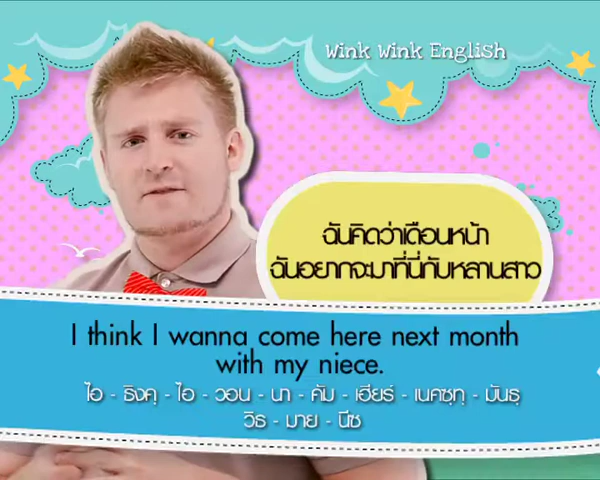 Wink Wink English
ฉันคิดว่าเดือนหน้า
ฉันอยากจะมาที่นี่กับหลานสาว
I think I wanna come here next month
with my niece.
ไอ - ธิงคฺ - ไอ - วอน - นา - คัม - เฮียร์ - เนคซฺทฺ - มันธฺ
วิธ - มาย - นีซ